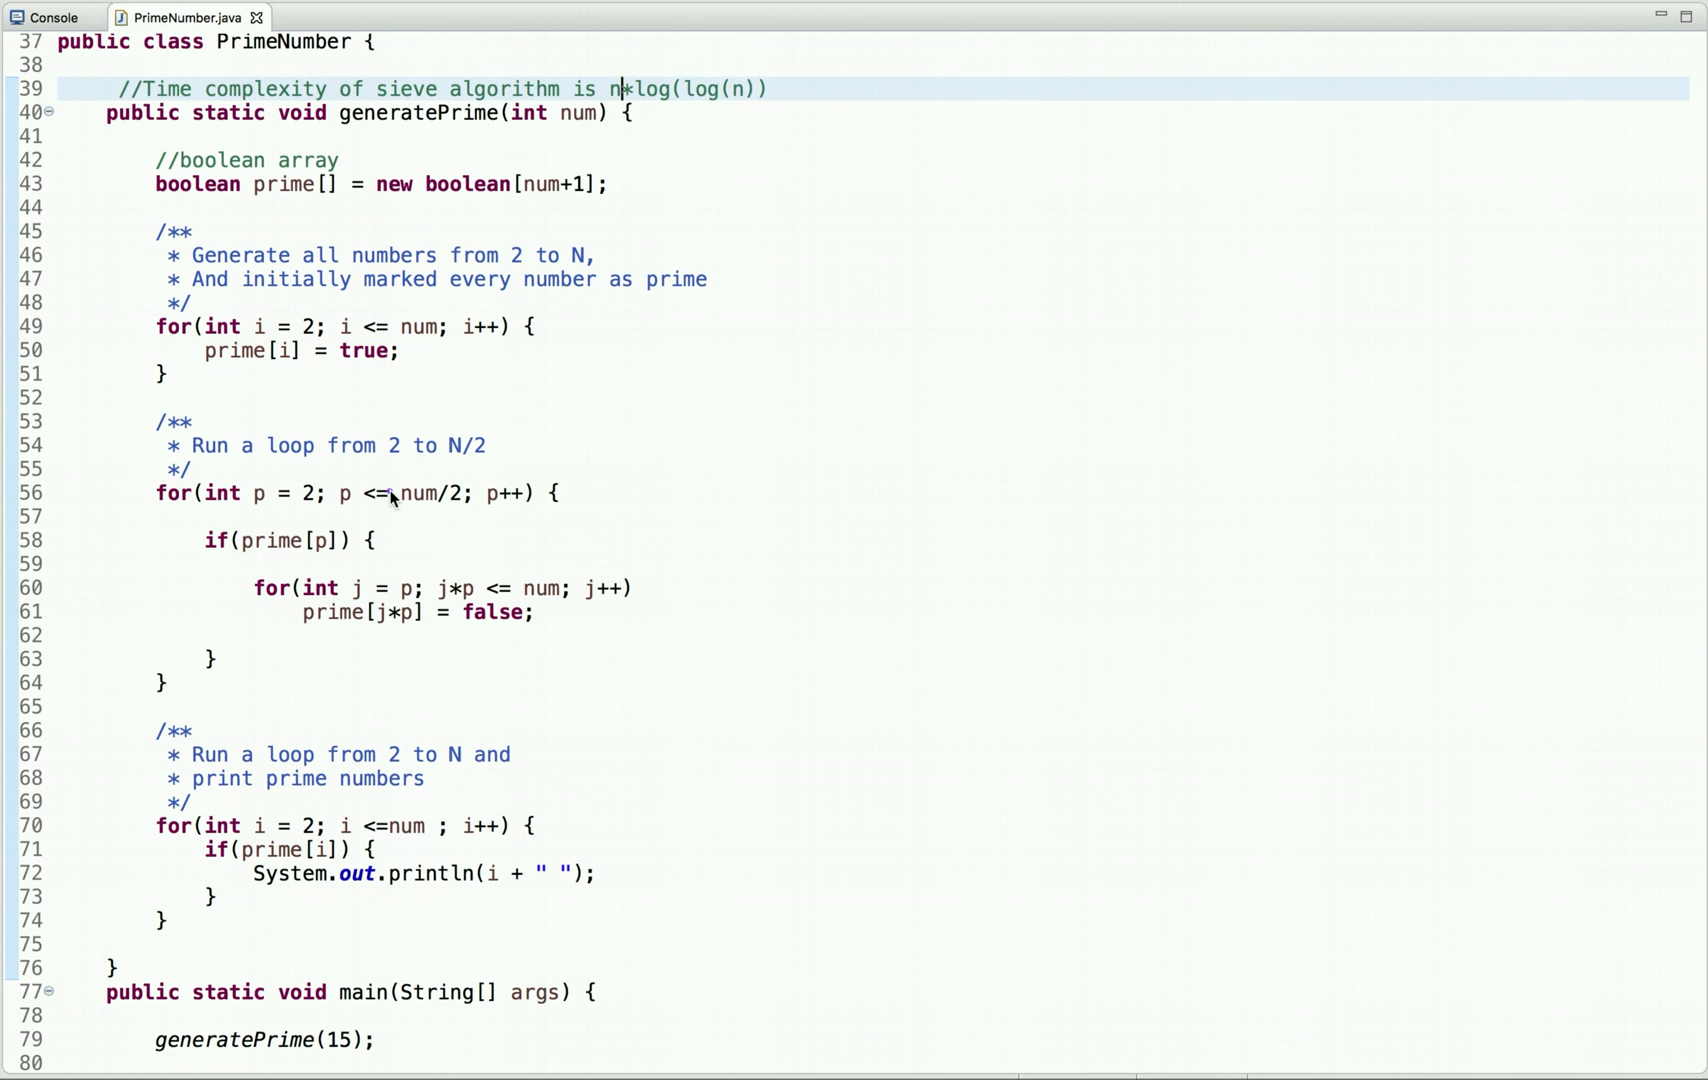 Console PrimeNumber.java
37 public class PrimeNumber {
38
39 //Time complexity of sieve algorithm is n*log(log(n))
40 public static void generatePrime(int num) {
41
42 //boolean array
43 boolean prime[] = new boolean[num+1];
44
45 /**
46 * Generate all numbers from 2 to N,
47 * And initially marked every number as prime
48 */
49 for(int i = 2; i <= num; i++) {
50 prime[i] = true;
51 }
52
53 /**
54 * Run a loop from 2 to N/2
55 */
56 for(int p = 2; p <= num/2; p++) {
57
58 if(prime[p]) {
59
60 for(int j = p; j*p <= num; j++)
61 prime[j*p] = false;
62
63 }
64 }
65
66 /**
67 * Run a loop from 2 to N and
68 * print prime numbers
69 */
70 for(int i = 2; i <=num ; i++) {
71 if(prime[i]) {
72 System.out.println(i + " ");
73 }
74 }
75
76 }
77 public static void main(String[] args) {
78
79 generatePrime(15);
80